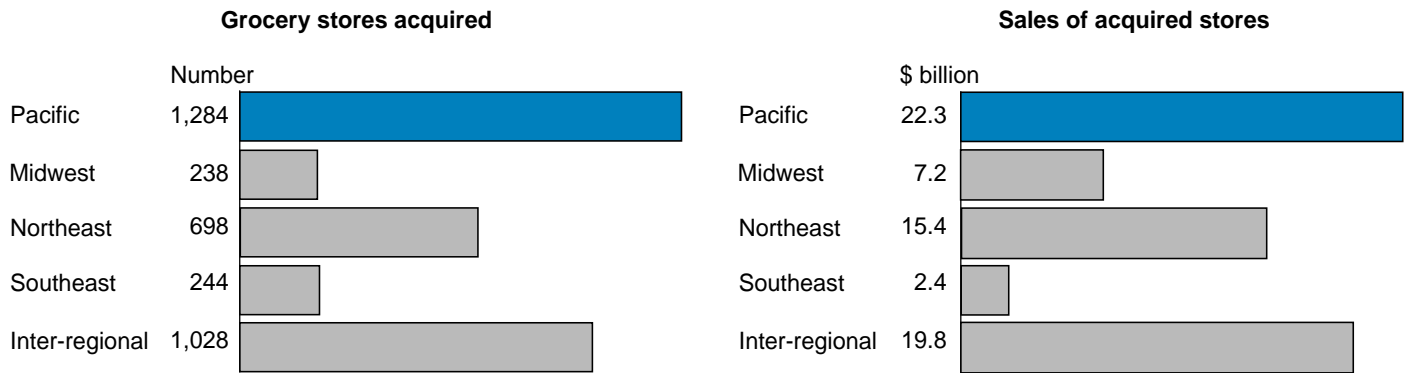 Grocery stores acquired
Number
Pacific 1,284
Midwest 238
Northeast 698
Southeast 244
Inter-regional 1,028
Sales of acquired stores
$ billion
Pacific 22.3
Midwest 7.2
Northeast 15.4
Southeast 2.4
Inter-regional 19.8